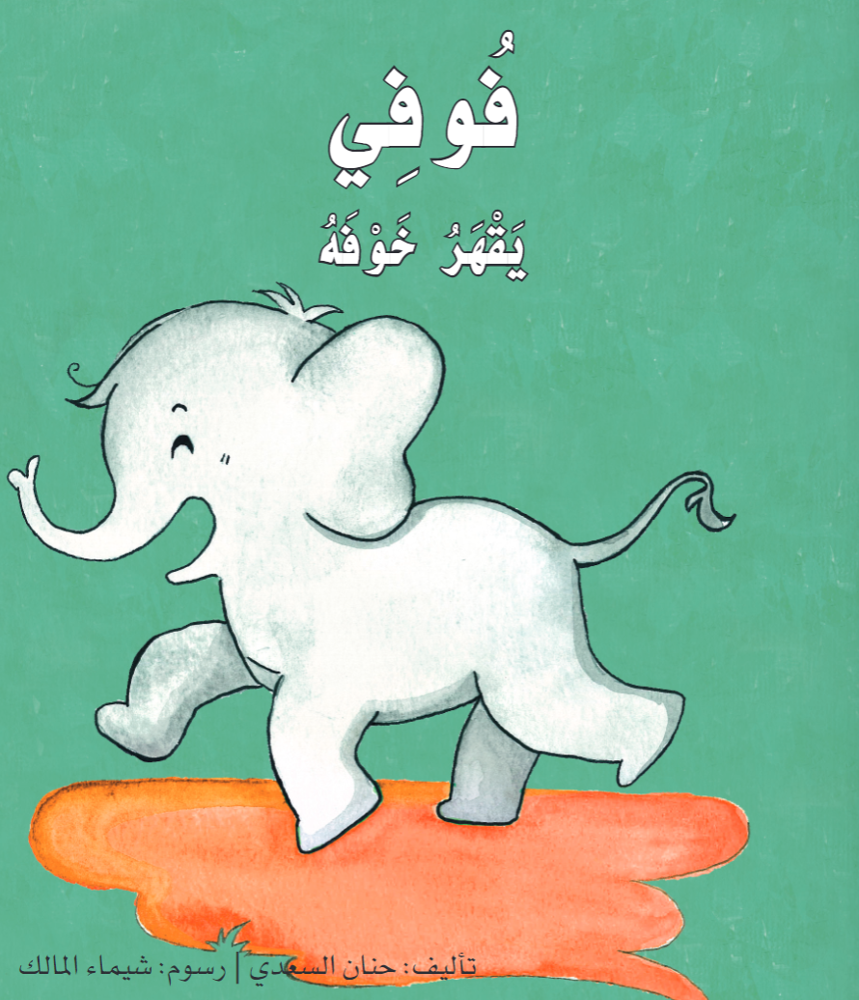 فُوفِي
يَقْهَرُ خَوْفَهُ
تأليف: حنان السعدي | رسوم: شيماء المالك